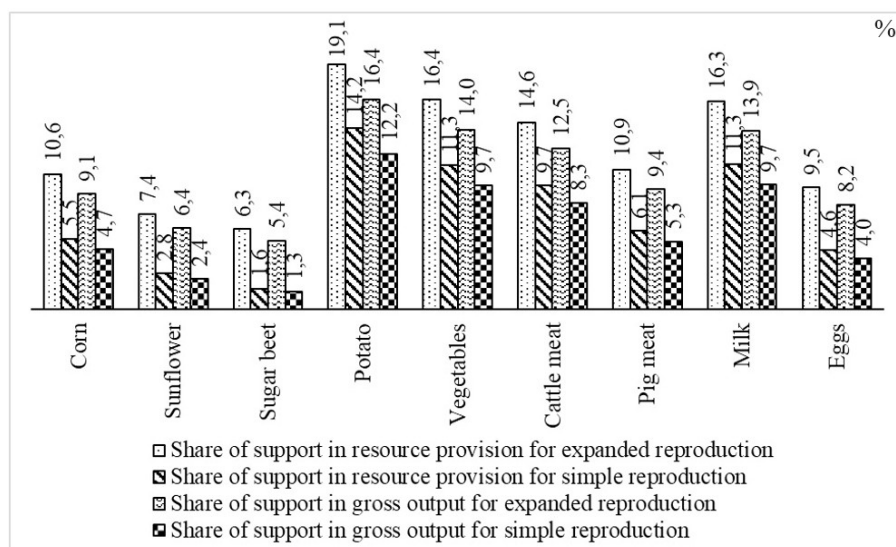 %
10,6
5,5
9,1
4,7
7,4
2,8
6,4
2,4
6,3
1,6
5,4
1,3
19,1
14,2
16,4
12,2
16,4
11,3
14,0
9,7
14,6
9,7
12,5
8,3
10,9
6,1
9,4
5,3
16,3
11,3
13,9
9,7
9,5
4,6
8,2
4,0
Corn
Sunflower
Sugar beet
Potato
Vegetables
Cattle meat
Pig meat
Milk
Eggs
Share of support in resource provision for expanded reproduction
Share of support in resource provision for simple reproduction
Share of support in gross output for expanded reproduction
Share of support in gross output for simple reproduction